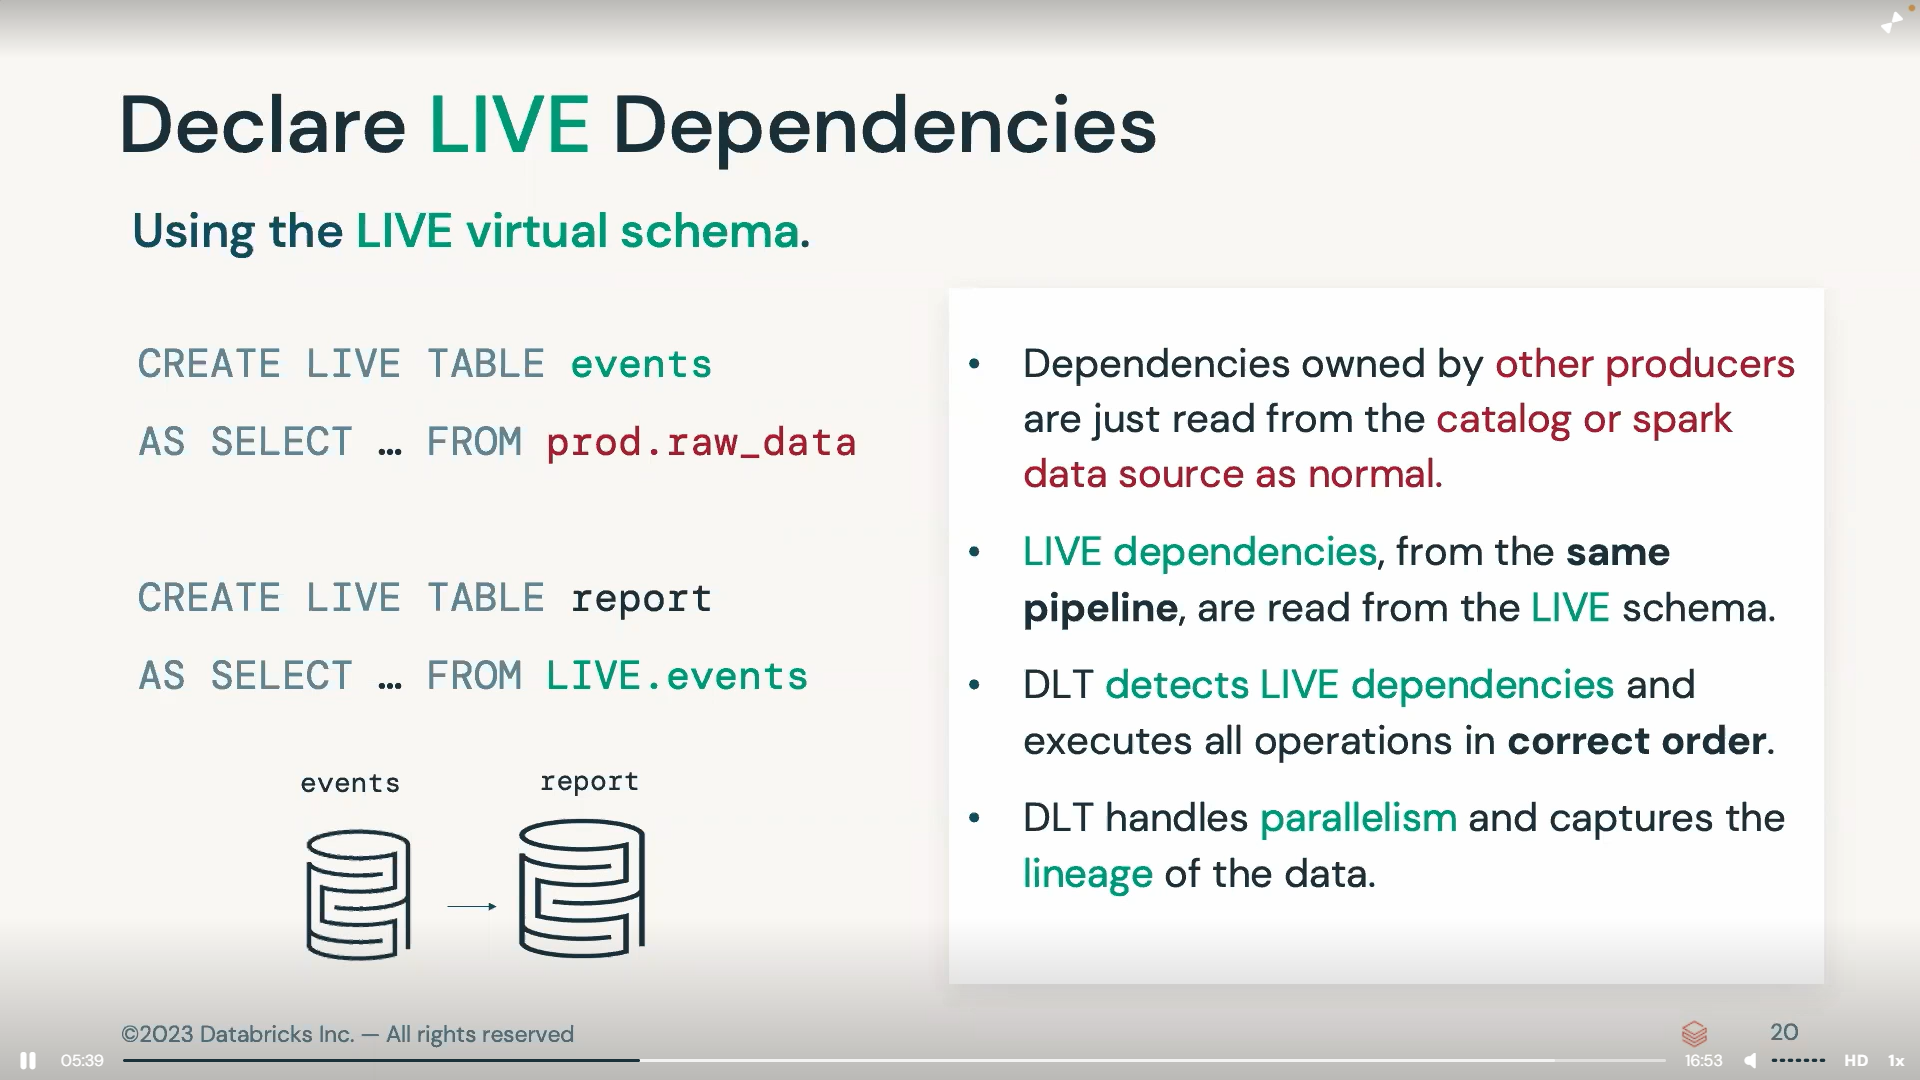 Declare LIVE Dependencies
Using the LIVE virtual schema.
CREATE LIVE TABLE events
AS SELECT … FROM prod.raw_data
CREATE LIVE TABLE report
AS SELECT … FROM LIVE.events
events
report
• Dependencies owned by other producers
are just read from the catalog or spark
data source as normal.
• LIVE dependencies, from the same
pipeline, are read from the LIVE schema.
• DLT detects LIVE dependencies and
executes all operations in correct order.
• DLT handles parallelism and captures the
lineage of the data.
©2023 Databricks Inc. — All rights reserved
20
05:39
16:53
HD
1x